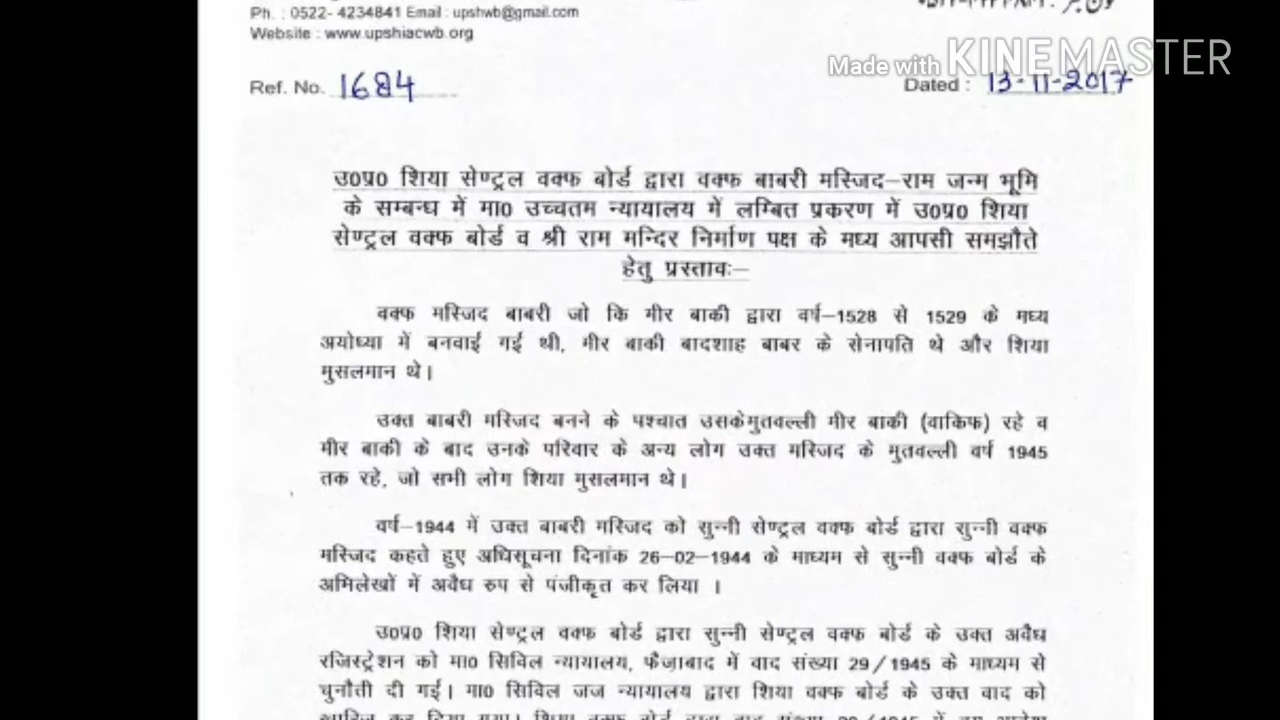 Ph. : 0522- 4234841 Email : upshwb@gmail.com
Website : www.upshiacwb.org
Made with KINEMASTER
Ref. No. 1684
Dated : 13-11-2017
उ0प्र0 शिया सेण्ट्रल वक्फ बोर्ड द्वारा वक्फ बाबरी मस्जिद-राम जन्म भूमि
के सम्बन्ध में मा0 उच्चतम न्यायालय में लम्बित प्रकरण में उ0प्र0 शिया
सेण्ट्रल वक्फ बोर्ड व श्री राम मन्दिर निर्माण पक्ष के मध्य आपसी समझौते
हेतु प्रस्तावः–
वक्फ मस्जिद बाबरी जो कि मीर बाकी द्वारा वर्ष–1528 से 1529 के मध्य
अयोध्या में बनवाई गई थी, मीर बाकी बादशाह बाबर के सेनापति थे और शिया
मुसलमान थे।
उक्त बाबरी मस्जिद बनने के पश्चात उसकेमुतवल्ली मीर बाकी (वाकिफ) रहे व
मीर बाकी के बाद उनके परिवार के अन्य लोग उक्त मस्जिद के मुतवल्ली वर्ष 1945
तक रहे, जो सभी लोग शिया मुसलमान थे।
वर्ष–1944 में उक्त बाबरी मस्जिद को सुन्नी सेण्ट्रल वक्फ बोर्ड द्वारा सुन्नी वक्फ
मस्जिद कहते हुए अधिसूचना दिनांक 26–02–1944 के माध्यम से सुन्नी वक्फ बोर्ड के
अभिलेखों में अवैध रुप से पंजीकृत कर लिया ।
उ0प्र0 शिया सेण्ट्रल वक्फ बोर्ड द्वारा सुन्नी सेण्ट्रल वक्फ बोर्ड के उक्त अवैध
रजिस्ट्रेशन को मा0 सिविल न्यायालय, फैज़ाबाद में वाद संख्या 29/1945 के माध्यम से
चुनौती दी गई। मा0 सिविल जज न्यायालय द्वारा शिया वक्फ बोर्ड के उक्त वाद को